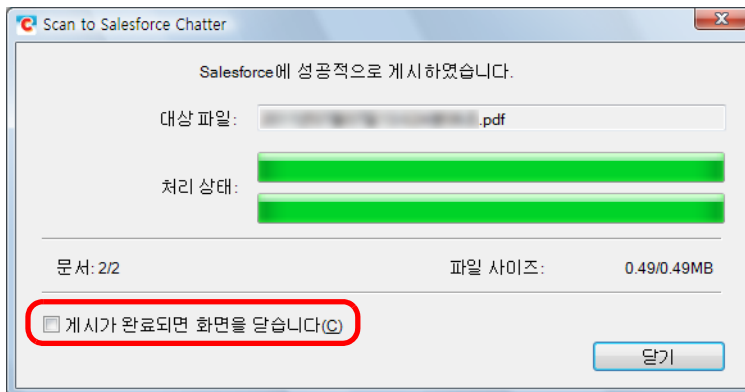 Scan to Salesforce Chatter
Salesforce에 성공적으로 게시하였습니다.
대상 파일: .pdf
처리 상태:
문서: 2/2 파일 사이즈: 0.49/0.49MB
게시가 완료되면 화면을 닫습니다(C)
닫기